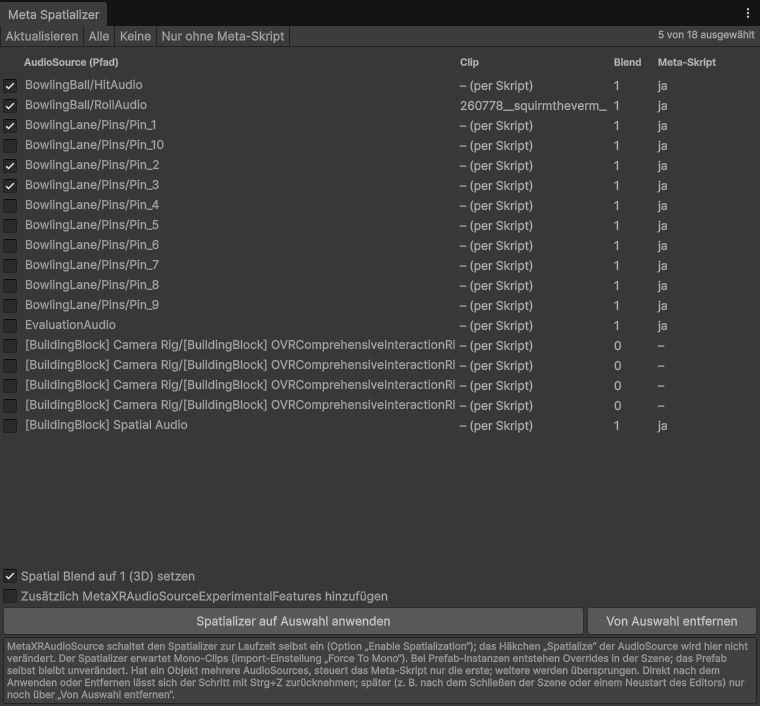 Meta Spatializer
Aktualisieren Alle Keine Nur ohne Meta-Skript 5 von 18 ausgewählt
AudioSource (Pfad) Clip Blend Meta-Skript
BowlingBall/HitAudio – (per Skript) 1 ja
BowlingBall/RollAudio 260778__squirmtheverm_ 1 ja
BowlingLane/Pins/Pin_1 – (per Skript) 1 ja
BowlingLane/Pins/Pin_10 – (per Skript) 1 ja
BowlingLane/Pins/Pin_2 – (per Skript) 1 ja
BowlingLane/Pins/Pin_3 – (per Skript) 1 ja
BowlingLane/Pins/Pin_4 – (per Skript) 1 ja
BowlingLane/Pins/Pin_5 – (per Skript) 1 ja
BowlingLane/Pins/Pin_6 – (per Skript) 1 ja
BowlingLane/Pins/Pin_7 – (per Skript) 1 ja
BowlingLane/Pins/Pin_8 – (per Skript) 1 ja
BowlingLane/Pins/Pin_9 – (per Skript) 1 ja
EvaluationAudio – (per Skript) 1 ja
[BuildingBlock] Camera Rig/[BuildingBlock] OVRComprehensiveInteractionRi – (per Skript) 0 –
[BuildingBlock] Camera Rig/[BuildingBlock] OVRComprehensiveInteractionRi – (per Skript) 0 –
[BuildingBlock] Camera Rig/[BuildingBlock] OVRComprehensiveInteractionRi – (per Skript) 0 –
[BuildingBlock] Camera Rig/[BuildingBlock] OVRComprehensiveInteractionRi – (per Skript) 0 –
[BuildingBlock] Spatial Audio – (per Skript) 1 ja
Spatial Blend auf 1 (3D) setzen
Zusätzlich MetaXRAudioSourceExperimentalFeatures hinzufügen
Spatializer auf Auswahl anwenden Von Auswahl entfernen
MetaXRAudioSource schaltet den Spatializer zur Laufzeit selbst ein (Option „Enable Spatialization“); das Häkchen „Spatialize“ der AudioSource wird hier nicht
verändert. Der Spatializer erwartet Mono-Clips (Import-Einstellung „Force To Mono“). Bei Prefab-Instanzen entstehen Overrides in der Szene; das Prefab
selbst bleibt unverändert. Hat ein Objekt mehrere AudioSources, steuert das Meta-Skript nur die erste; weitere werden übersprungen. Direkt nach dem
Anwenden oder Entfernen lässt sich der Schritt mit Strg+Z zurücknehmen; später (z. B. nach dem Schließen der Szene oder einem Neustart des Editors) nur
noch über „Von Auswahl entfernen“.